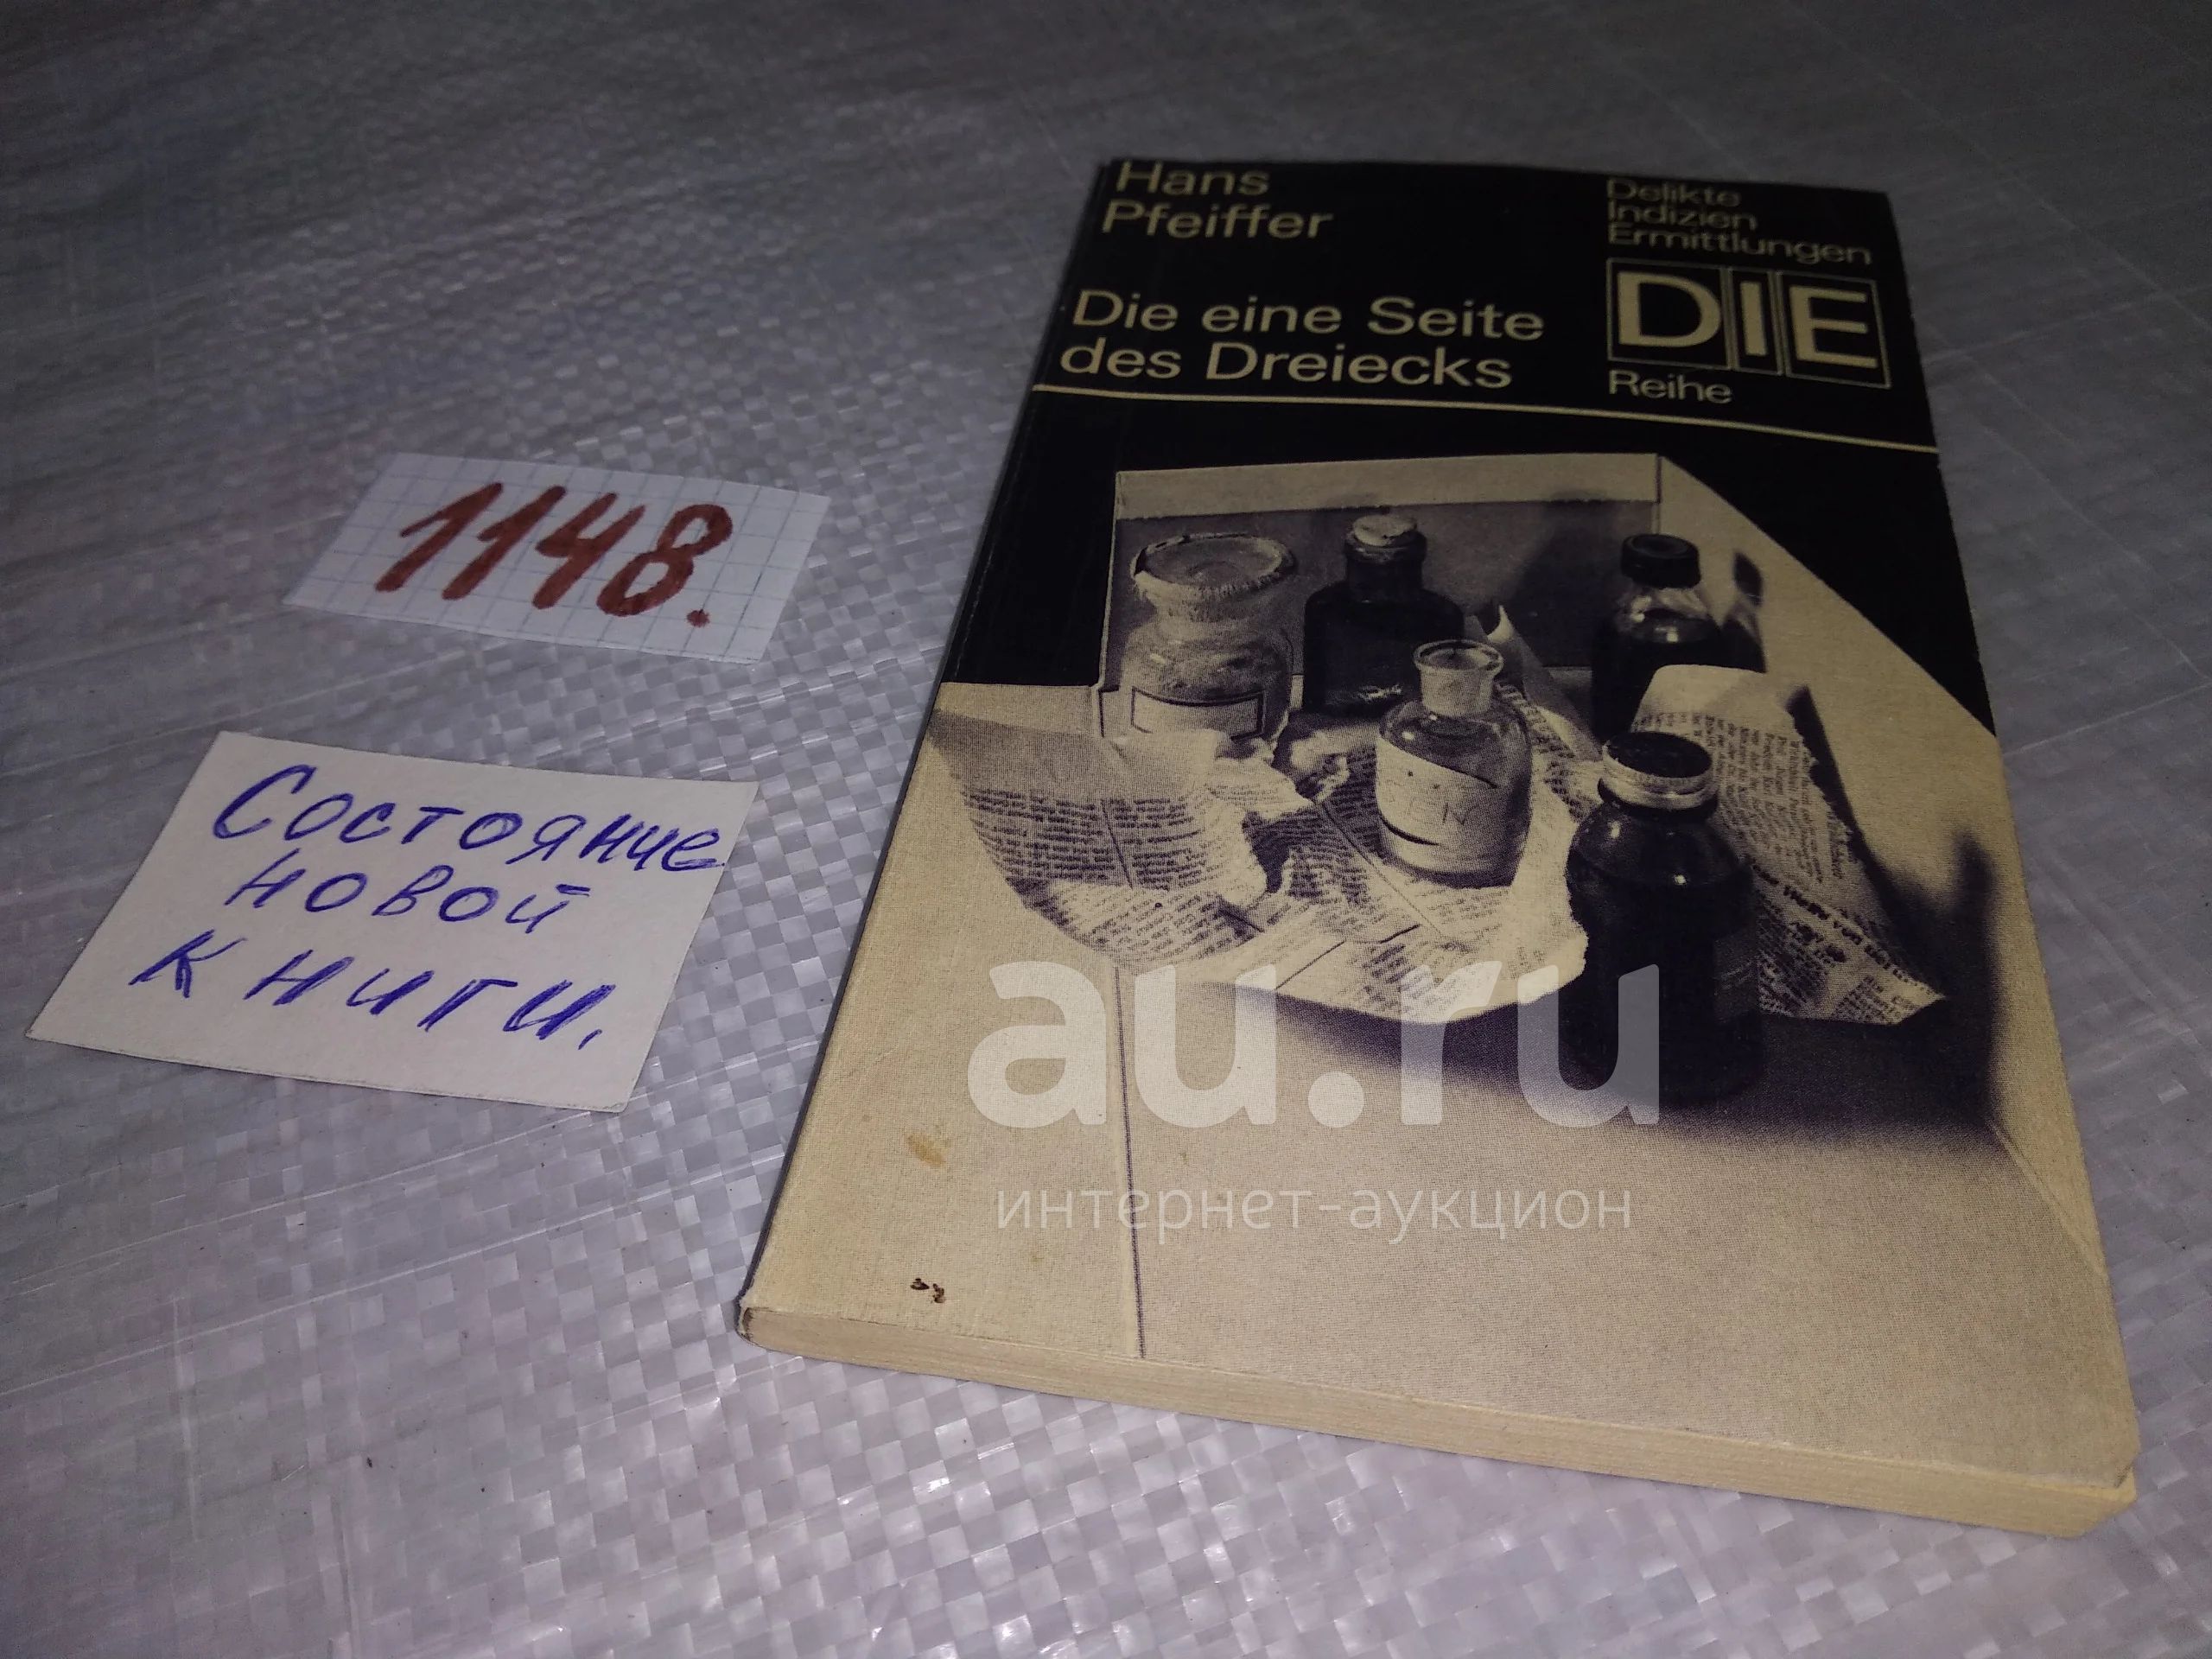 Hans
Pfeiffer
Die eine Seite
des Dreiecks
Delikte
Indizien
Ermittlungen
DIE
Reihe
1148.
Состояние
новой
книги.
au.ru
интернет-аукцион